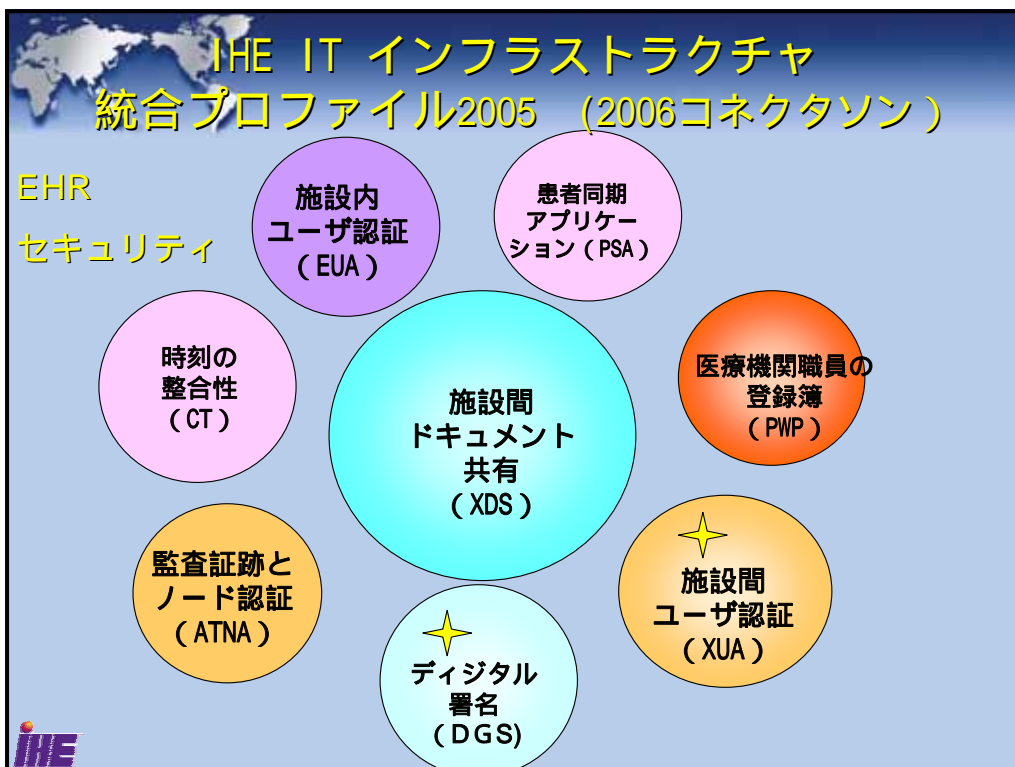 IHE IT インフラストラクチャ
統合プロファイル2005 (2006コネクタソン)
EHR
セキュリティ
施設内
ユーザ認証
(EUA)
患者同期
アプリケー
ション(PSA)
時刻の
整合性
(CT)
施設間
ドキュメント
共有
(XDS)
医療機関職員の
登録簿
(PWP)
監査証跡と
ノード認証
(ATNA)
施設間
ユーザ認証
(XUA)
ディジタル
署名
(DGS)
IHE